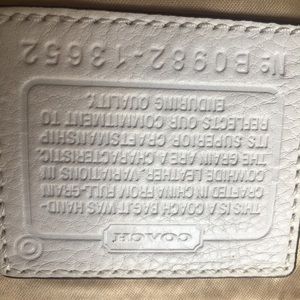 COACH
THIS IS A COACH BAG. IT WAS HAND-
CRAFTED IN CHINA FROM FULL-GRAIN
COWHIDE LEATHER. VARIATIONS IN
THE GRAIN ARE A CHARACTERISTIC.
ITS SUPERIOR CRAFTSMANSHIP
REFLECTS OUR COMMITMENT TO
ENDURING QUALITY.
Nº B0982-13652